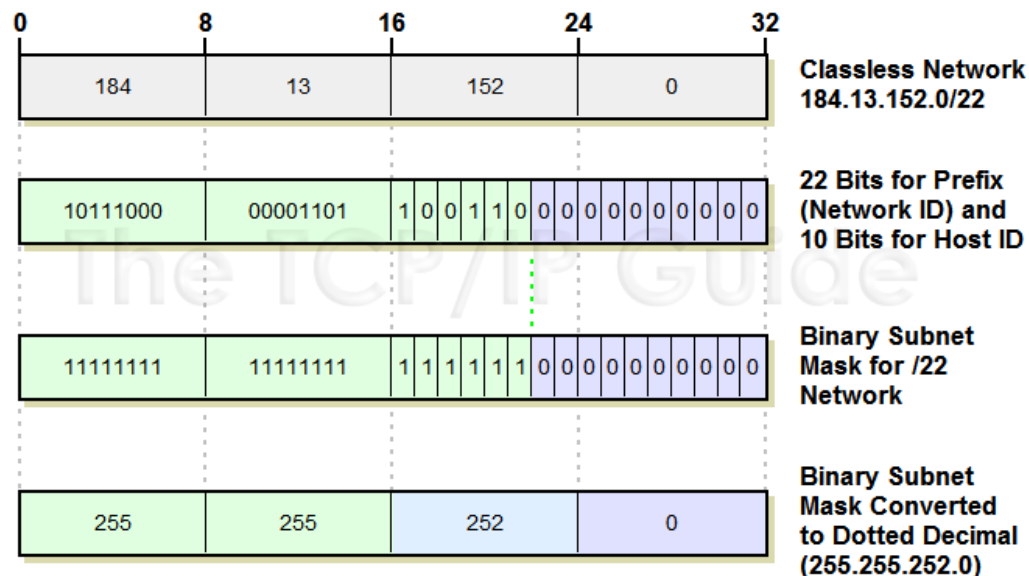 0 8 16 24 32
184 13 152 0
Classless Network
184.13.152.0/22
10111000 00001101 1 0 0 1 1 0 0 0 0 0 0 0 0 0 0 0
22 Bits for Prefix
(Network ID) and
10 Bits for Host ID
The TCP/IP Guide
11111111 11111111 1 1 1 1 1 1 0 0 0 0 0 0 0 0 0 0
Binary Subnet
Mask for /22
Network
255 255 252 0
Binary Subnet
Mask Converted
to Dotted Decimal
(255.255.252.0)